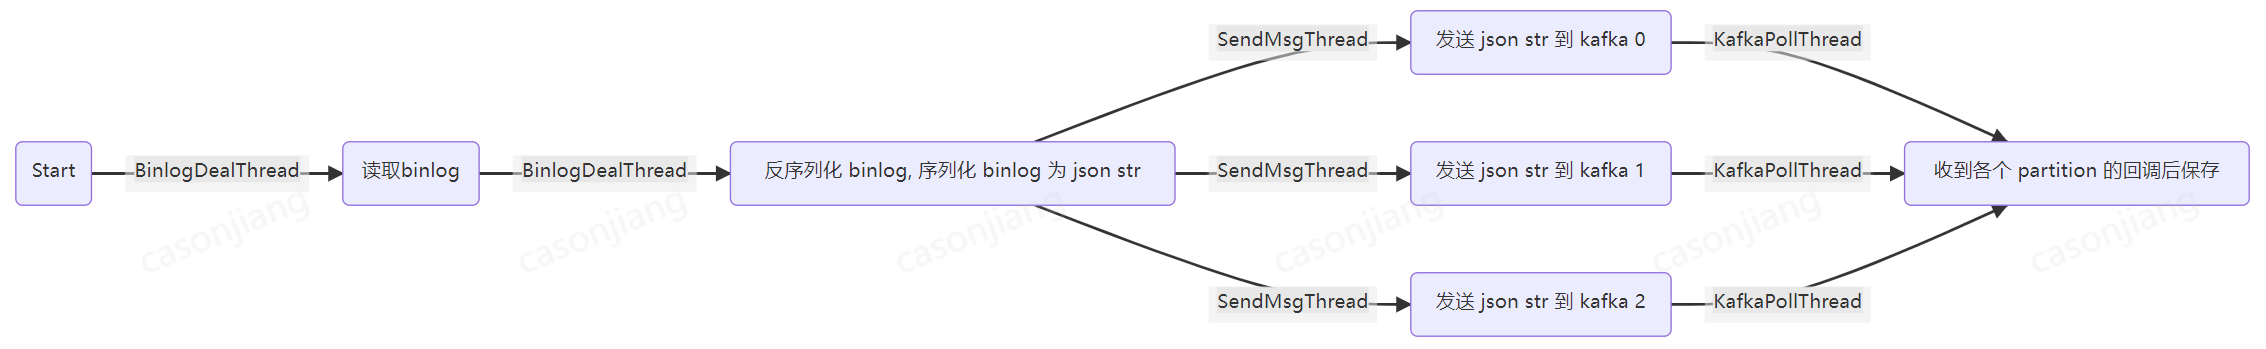 Start
BinlogDealThread
读取binlog
BinlogDealThread
反序列化 binlog, 序列化 binlog 为 json str
SendMsgThread
发送 json str 到 kafka 0
KafkaPollThread
SendMsgThread
发送 json str 到 kafka 1
KafkaPollThread
SendMsgThread
发送 json str 到 kafka 2
KafkaPollThread
收到各个 partition 的回调后保存
casonjiang
casonjiang
casonjiang
casonjiang
casonjiang
casonjiang